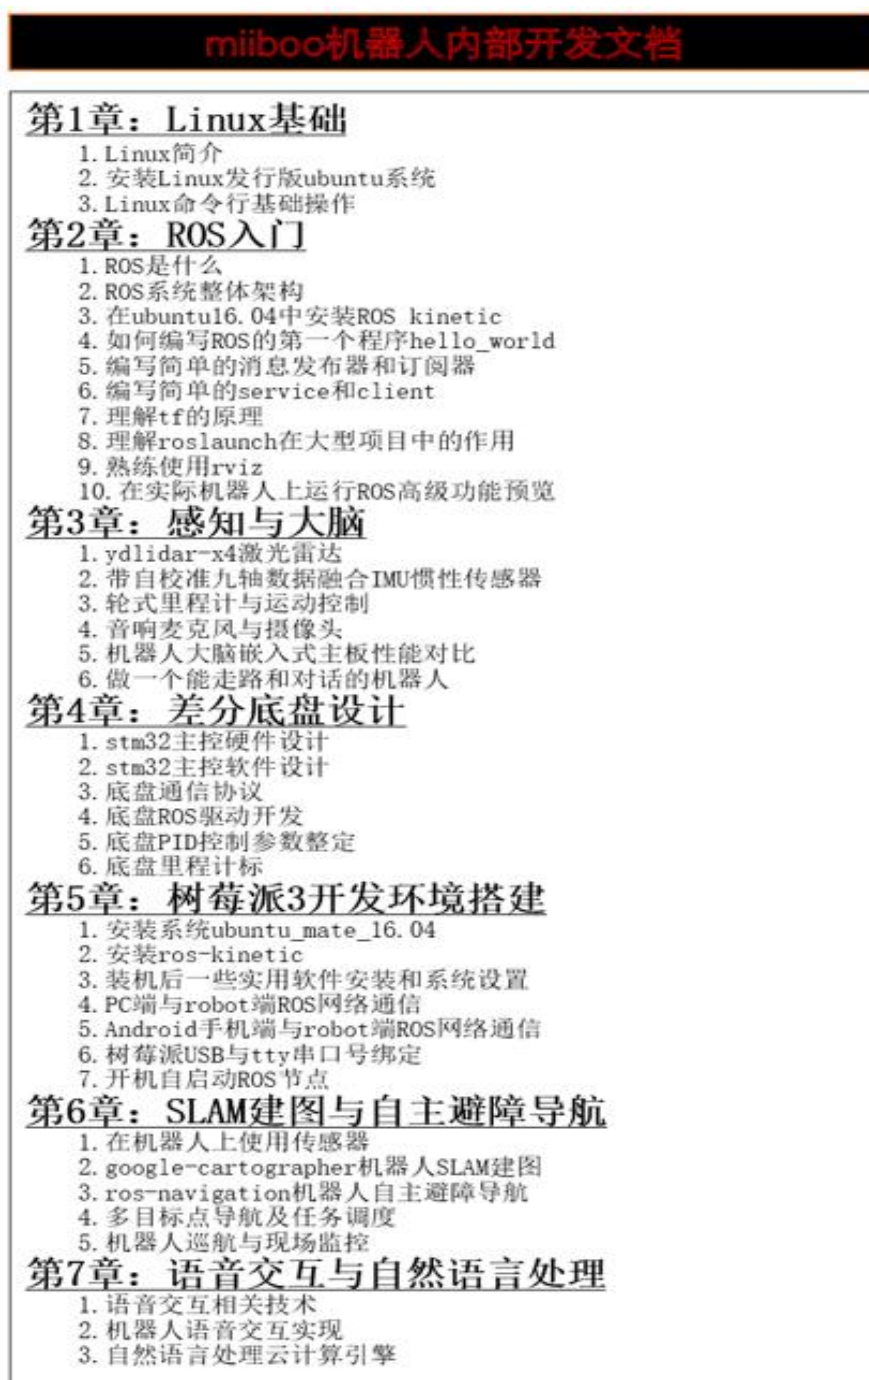 miiboo机器人内部开发文档
第1章：Linux基础
1.Linux简介
2.安装Linux发行版ubuntu系统
3.Linux命令行基础操作
第2章：ROS入门
1.ROS是什么
2.ROS系统整体架构
3.在ubuntu16.04中安装ROS kinetic
4.如何编写ROS的第一个程序hello_world
5.编写简单的消息发布器和订阅器
6.编写简单的service和client
7.理解tf的原理
8.理解roslaunch在大型项目中的作用
9.熟练使用rviz
10.在实际机器人上运行ROS高级功能预览
第3章：感知与大脑
1.ydlidar-x4激光雷达
2.带自校准九轴数据融合IMU惯性传感器
3.轮式里程计与运动控制
4.音响麦克风与摄像头
5.机器人大脑嵌入式主板性能对比
6.做一个能走路和对话的机器人
第4章：差分底盘设计
1.stm32主控硬件设计
2.stm32主控软件设计
3.底盘通信协议
4.底盘ROS驱动开发
5.底盘PID控制参数整定
6.底盘里程计标
第5章：树莓派3开发环境搭建
1.安装系统ubuntu_mate_16.04
2.安装ros-kinetic
3.装机后一些实用软件安装和系统设置
4.PC端与robot端ROS网络通信
5.Android手机端与robot端ROS网络通信
6.树莓派USB与tty串口号绑定
7.开机自启动ROS节点
第6章：SLAM建图与自主避障导航
1.在机器人上使用传感器
2.google-cartographer机器人SLAM建图
3.ros-navigation机器人自主避障导航
4.多目标点导航及任务调度
5.机器人巡航与现场监控
第7章：语音交互与自然语言处理
1.语音交互相关技术
2.机器人语音交互实现
3.自然语言处理云计算引擎